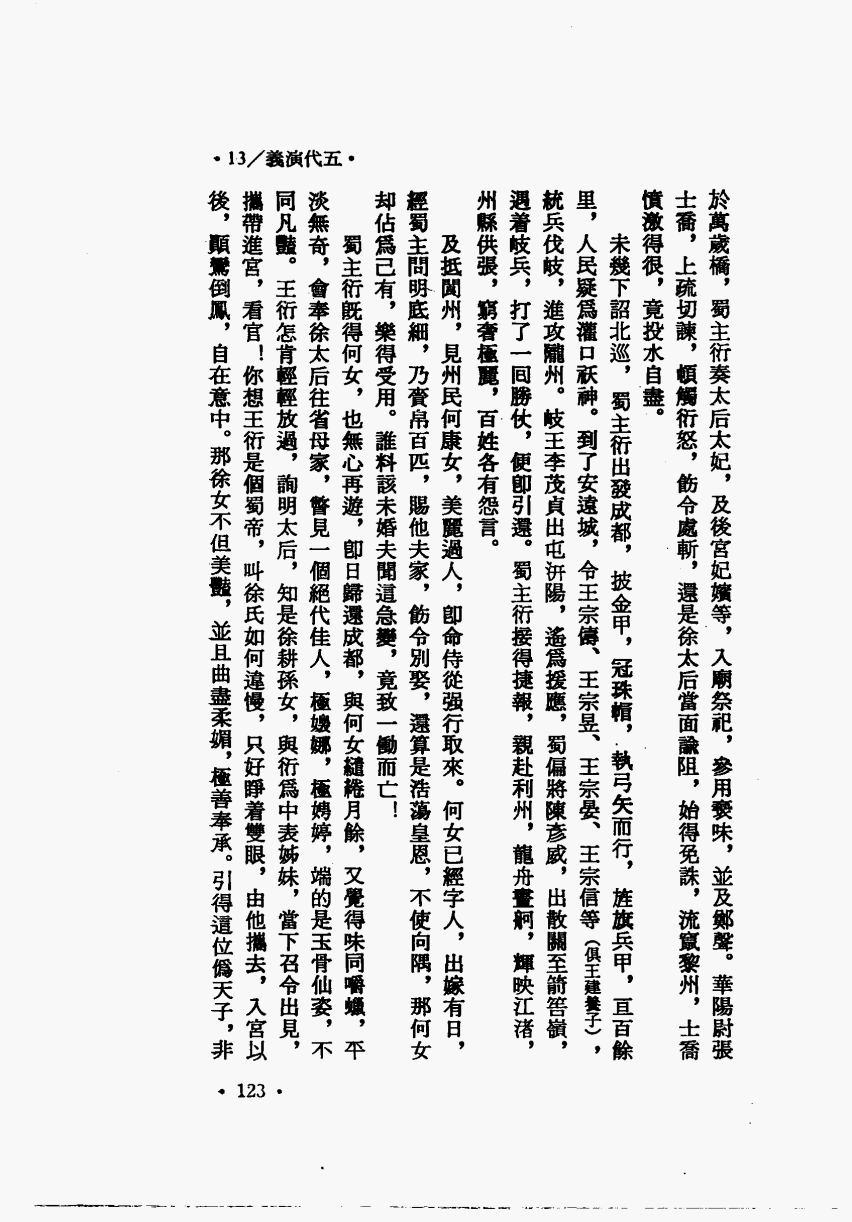 •13/義演代五•
於萬歲橋，蜀主衍奏太后太妃，及後宮妃嬪等，入廟祭祀，參用褻味，並及鄭聲。華陽尉張
士喬，上疏切諫，頓觸衍怒，飭令處斬，還是徐太后當面諭阻，始得免誅，流竄黎州，士喬
憤激得很，竟投水自盡。
未幾下詔北巡，蜀主衍出發成都，披金甲，冠珠帽，執弓矢而行，旌旗兵甲，亘百餘
里，人民疑爲灌口祆神。到了安遠城，令王宗儔、王宗昱、王宗晏、王宗信等（俱王建養子），
統兵伐岐，進攻隴州。岐王李茂貞出屯汧陽，遙爲援應，蜀偏將陳彥威，出散關至箭筈嶺，
遇着岐兵，打了一回勝仗，便卽引還。蜀主衍接得捷報，親赴利州，龍舟畫舸，輝映江渚，
州縣供張，窮奢極麗，百姓各有怨言。
及抵閬州，見州民何康女，美麗過人，卽命侍從强行取來。何女已經字人，出嫁有日，
經蜀主問明底細，乃賚帛百匹，賜他夫家，飭令別娶，還算是浩蕩皇恩，不使向隅，那何女
却佔爲己有，樂得受用。誰料該未婚夫聞這急變，竟致一慟而亡！
蜀主衍旣得何女，也無心再遊，卽日歸還成都，與何女繾綣月餘，又覺得味同嚼蠟，平
淡無奇，會奉徐太后往省母家，瞥見一個絕代佳人，極嬝娜，極娉婷，端的是玉骨仙姿，不
同凡豔。王衍怎肯輕輕放過，詢明太后，知是徐耕孫女，與衍爲中表姊妹，當下召令出見，
攜帶進宮，看官！你想王衍是個蜀帝，叫徐氏如何違慢，只好睜着雙眼，由他攜去，入宮以
後，顚鸞倒鳳，自在意中。那徐女不但美豔，並且曲盡柔媚，極善奉承。引得這位僞天子，非
• 123 •